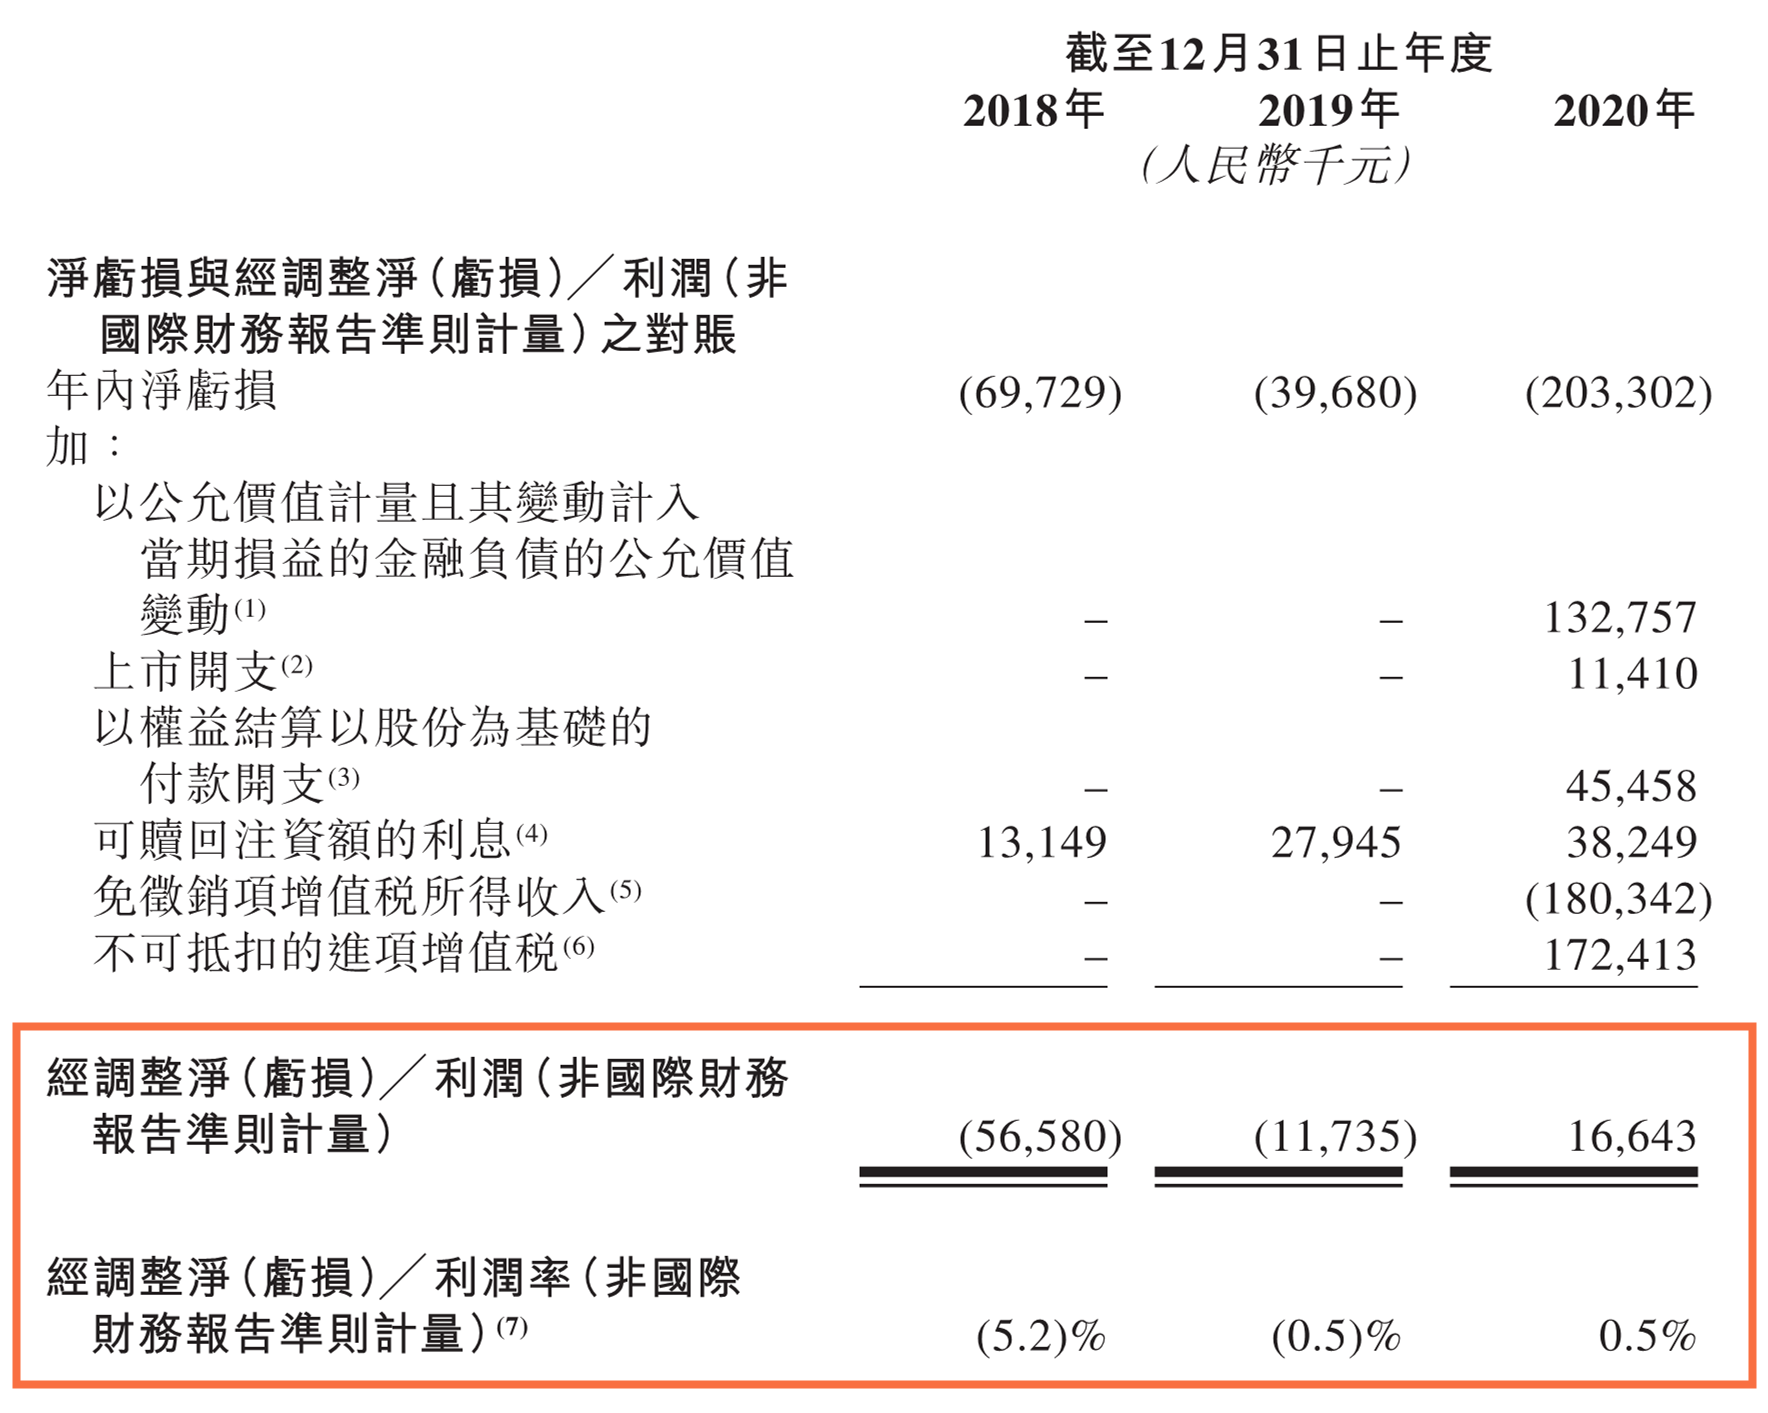 截至12月31日止年度
2018年 2019年 2020年
(人民幣千元)
淨虧損與經調整淨(虧損)╱利潤(非
國際財務報告準則計量)之對賬
年內淨虧損 (69,729) (39,680) (203,302)
加：
以公允價值計量且其變動計入
當期損益的金融負債的公允價值
變動(1) – – 132,757
上市開支(2) – – 11,410
以權益結算以股份為基礎的
付款開支(3) – – 45,458
可贖回注資額的利息(4) 13,149 27,945 38,249
免徵銷項增值稅所得收入(5) – – (180,342)
不可抵扣的進項增值稅(6) – – 172,413
經調整淨(虧損)╱利潤(非國際財務
報告準則計量) (56,580) (11,735) 16,643
經調整淨(虧損)╱利潤率(非國際
財務報告準則計量)(7) (5.2)% (0.5)% 0.5%